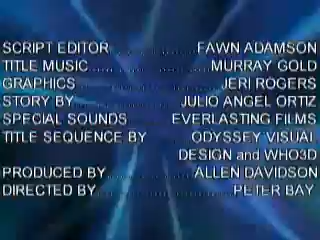 SCRIPT EDITOR ................ FAWN ADAMSON
TITLE MUSIC .................... MURRAY GOLD
GRAPHICS ........................ JERI ROGERS
STORY BY .................. JULIO ANGEL ORTIZ
SPECIAL SOUNDS ........ EVERLASTING FILMS
TITLE SEQUENCE BY ........ ODYSSEY VISUAL
DESIGN and WHO3D
PRODUCED BY ................ ALLEN DAVIDSON
DIRECTED BY ....................... PETER BAY